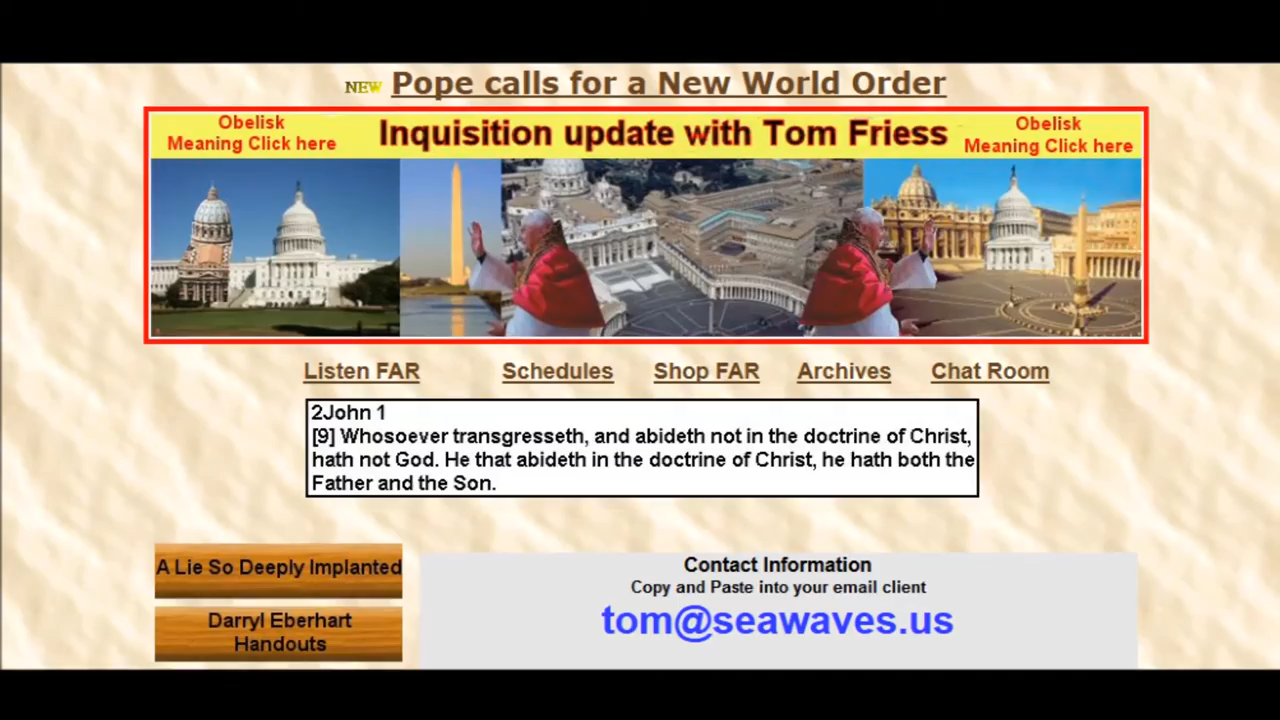 NEW Pope calls for a New World Order
Obelisk
Meaning Click here
Inquisition update with Tom Friess
Obelisk
Meaning Click here
Listen FAR Schedules Shop FAR Archives Chat Room
2John 1
[9] Whosoever transgresseth, and abideth not in the doctrine of Christ,
hath not God. He that abideth in the doctrine of Christ, he hath both the
Father and the Son.
A Lie So Deeply Implanted
Darryl Eberhart
Handouts
Contact Information
Copy and Paste into your email client
tom@seawaves.us